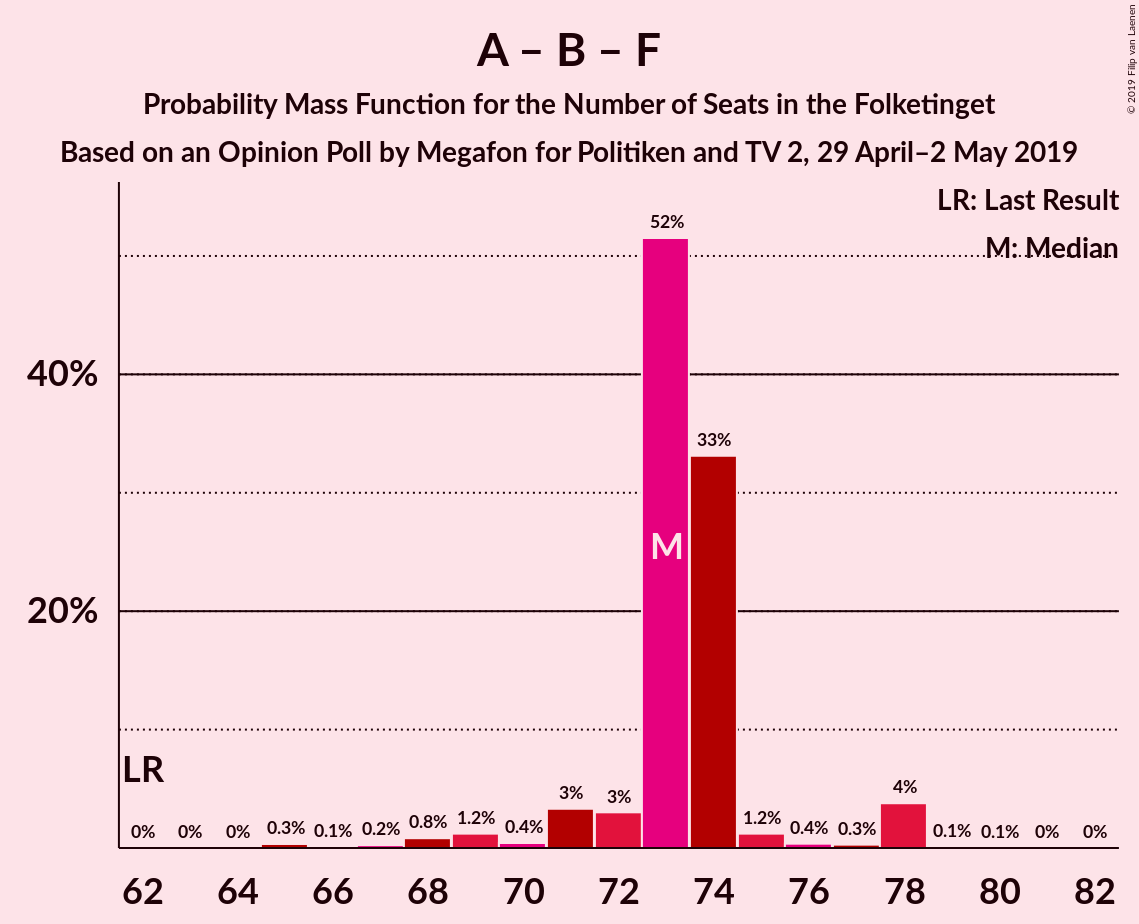 A – B – F
Probability Mass Function for the Number of Seats in the Folketinget
Based on an Opinion Poll by Megafon for Politiken and TV 2, 29 April–2 May 2019
© 2019 Filip van Laenen
LR: Last Result
M: Median
52%
40%
33%
M
20%
LR
0% 0% 0% 0.3% 0.1% 0.2% 0.8% 1.2% 0.4% 3% 3% 1.2% 0.4% 0.3% 4% 0.1% 0.1% 0% 0%
62 64 66 68 70 72 74 76 78 80 82